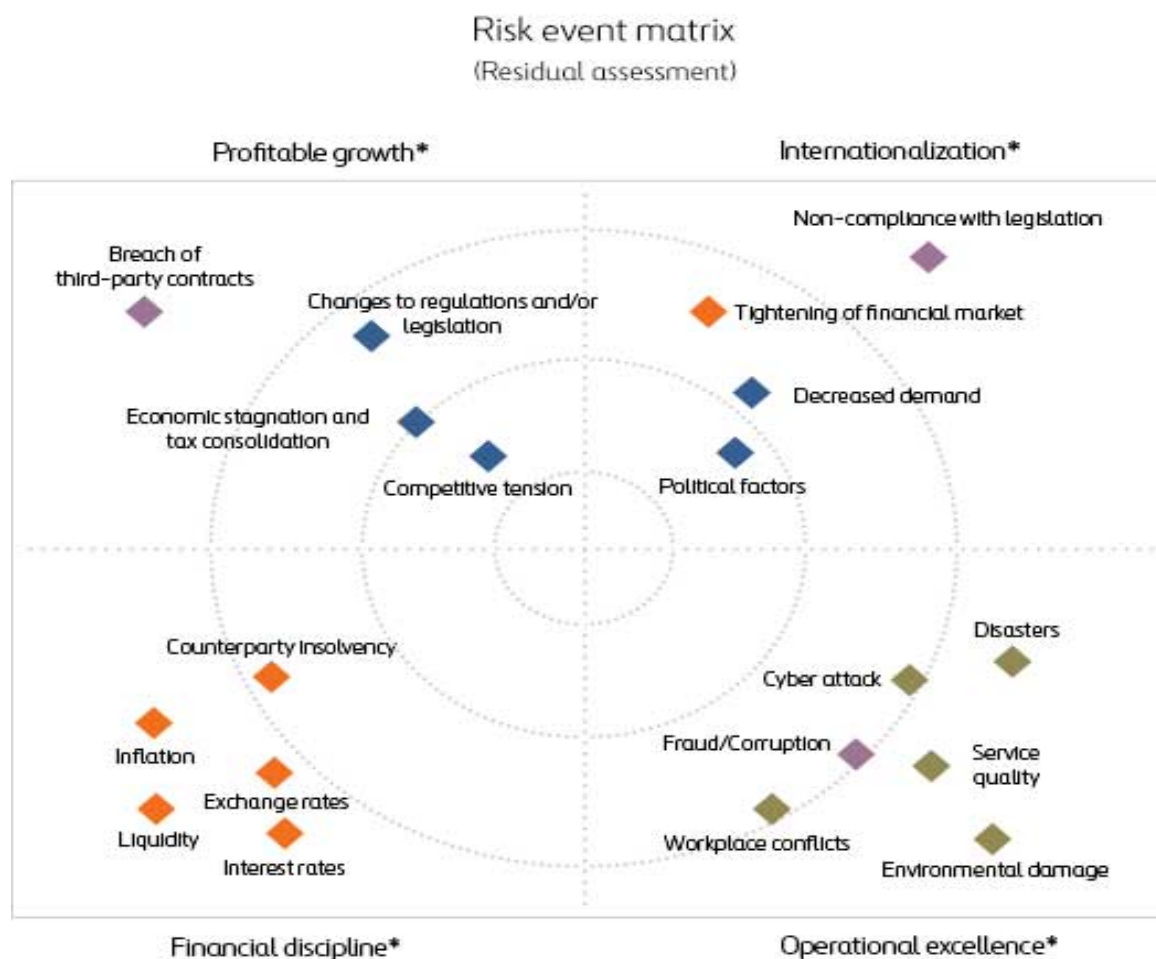 Risk event matrix
(Residual assessment)
Profitable growth*
Internationalization*
Non-compliance with legislation
Breach of
third-party contracts
Changes to regulations and/or
legislation
Tightening of financial market
Economic stagnation and
tax consolidation
Decreased demand
Competitive tension
Political factors
Counterparty insolvency
Disasters
Cyber attack
Inflation
Fraud/Corruption
Service
quality
Exchange rates
Liquidity
Interest rates
Workplace conflicts
Environmental damage
Financial discipline*
Operational excellence*